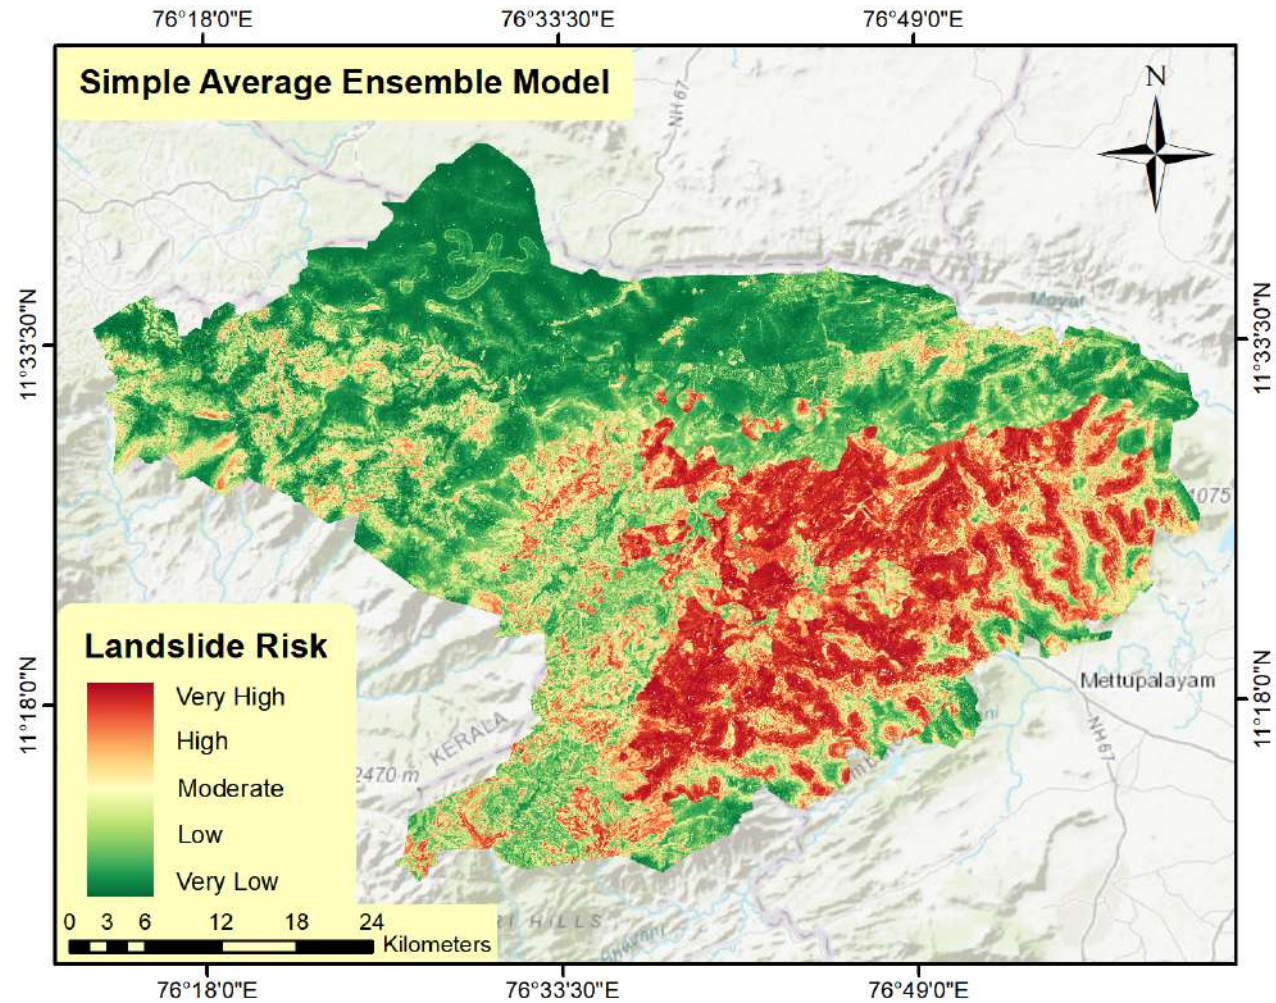 76°18'0"E 76°33'30"E 76°49'0"E
Simple Average Ensemble Model
N
NH 67
Moyar
11°33'30"N
11°33'30"N
1075
Landslide Risk
Very High
High
Moderate
Low
Very Low
Mettupalayam
11°18'0"N
11°18'0"N
KERALA
NH 67
2470 m
0 3 6 12 18 24
Kilometers
HILLS
76°18'0"E 76°33'30"E 76°49'0"E